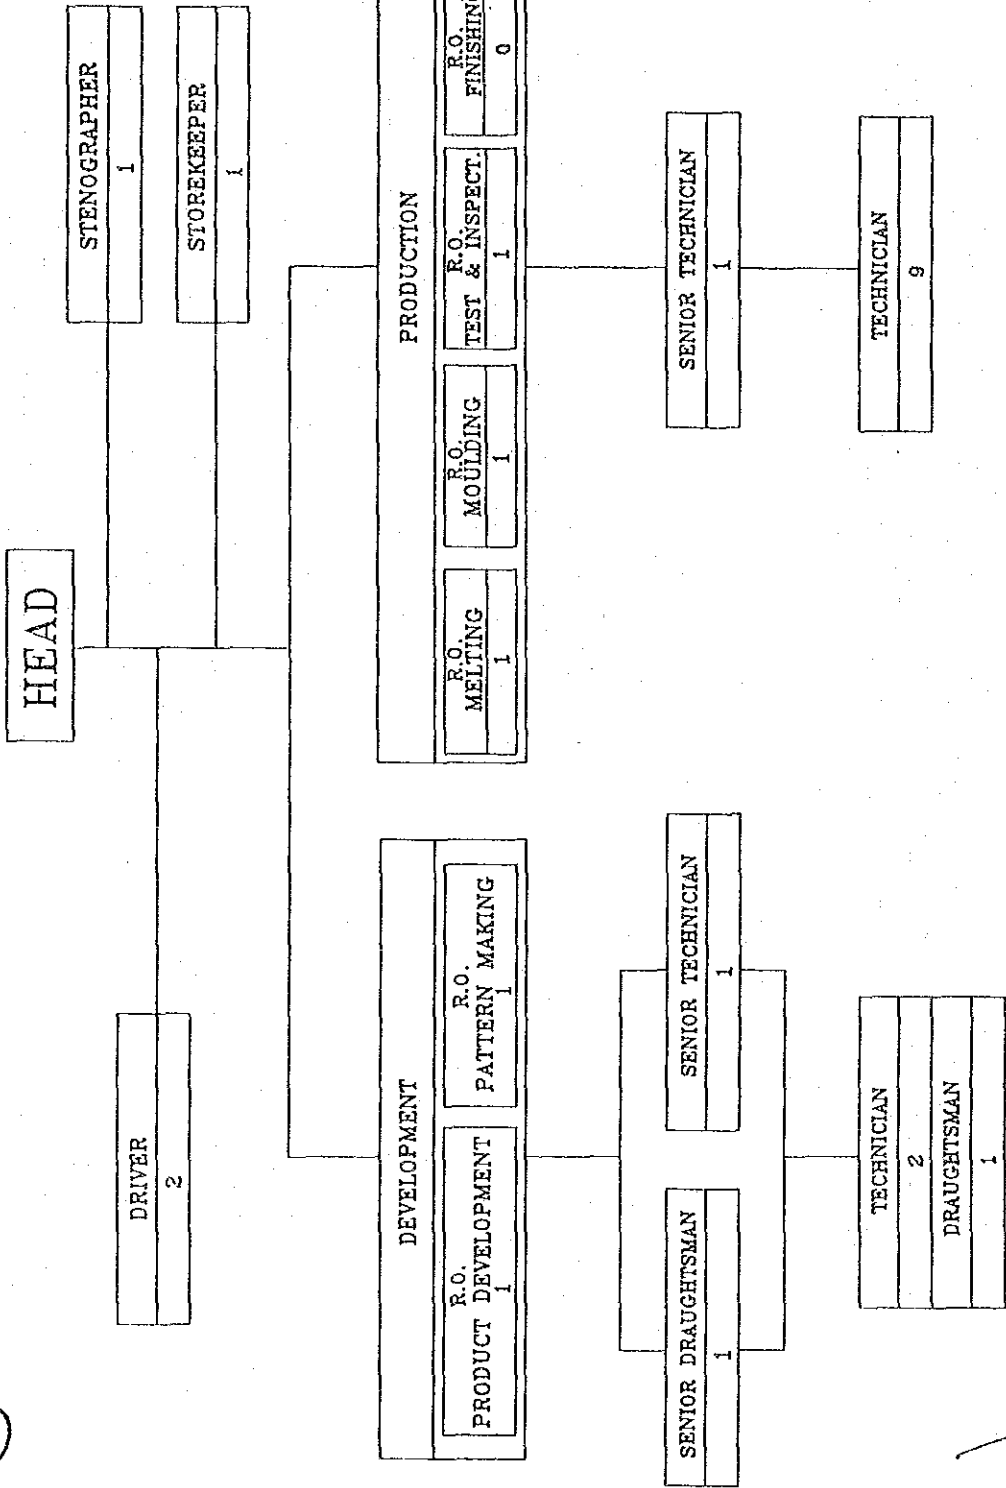 HEAD
STENOGRAPHER
1
DRIVER
2
STOREKEEPER
1
DEVELOPMENT
R.O.
PRODUCT DEVELOPMENT
1
R.O.
PATTERN MAKING
1
PRODUCTION
R.O.
MELTING
1
R.O.
MOULDING
1
R.O.
TEST & INSPECT.
1
R.O.
FINISHING
0
SENIOR DRAUGHTSMAN
1
SENIOR TECHNICIAN
1
SENIOR TECHNICIAN
1
TECHNICIAN
2
DRAUGHTSMAN
1
TECHNICIAN
9